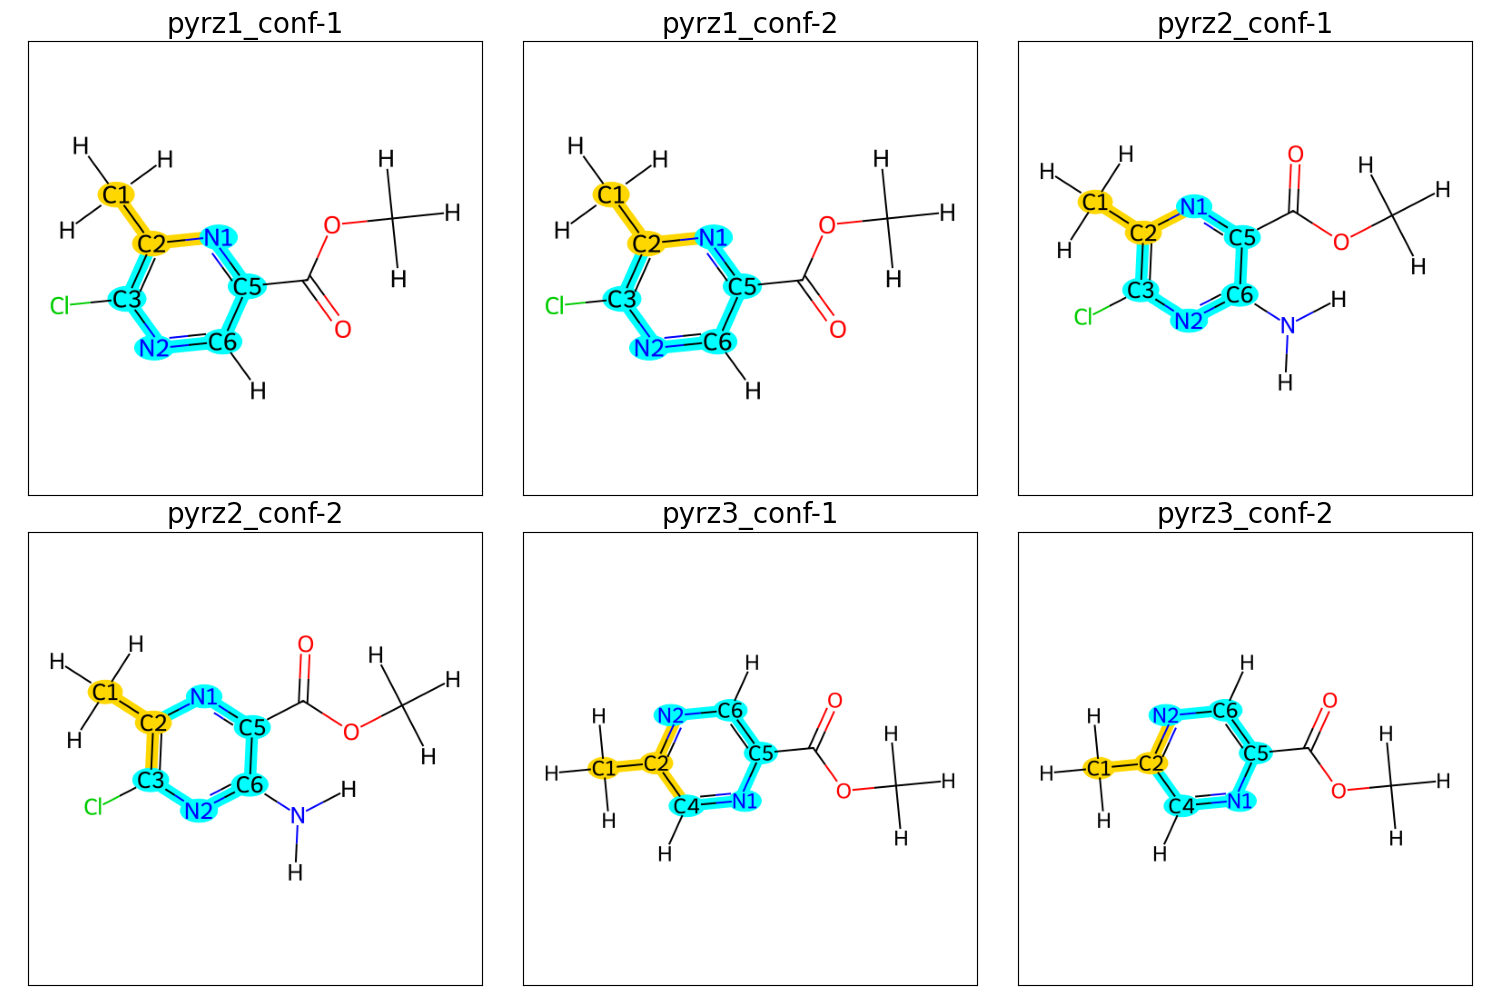 pyrz1_conf-1
pyrz1_conf-2
pyrz2_conf-1
H H C1 H C2 N1 C3 Cl N2 C6 C5 H O O H H H
H H C1 H C2 N1 C3 Cl N2 C6 C5 H O O H H H
H H C1 H C2 N1 C3 Cl N2 C6 C5 N H H O O H H H
pyrz2_conf-2
pyrz3_conf-1
pyrz3_conf-2
H H C1 H C2 N1 C3 Cl N2 C6 C5 N H H O O H H H
H H C1 H C2 N2 C6 H C5 N1 C4 H O O H H H
H H C1 H C2 N2 C6 H C5 N1 C4 H O O H H H